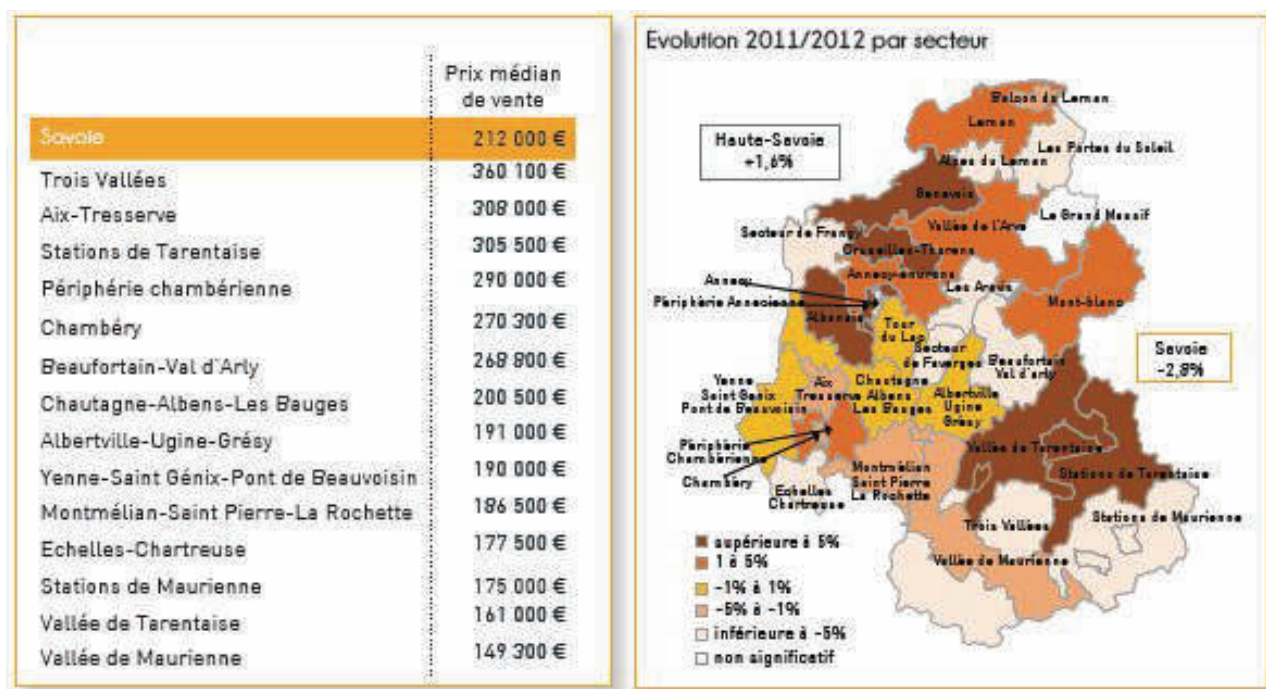 Prix médian
de vente
Savoie 212 000 €
Trois Vallées 360 100 €
Aix-Tresserve 308 000 €
Stations de Tarentaise 305 500 €
Périphérie chambérienne 290 000 €
Chambéry 270 300 €
Beaufortain-Val d'Arly 268 800 €
Chautagne-Albens-Les Bauges 200 500 €
Albertville-Ugine-Grésy 191 000 €
Yenne-Saint Génix-Pont de Beauvoisin 190 000 €
Montmélian-Saint Pierre-La Rochette 186 500 €
Echelles-Chartreuse 177 500 €
Stations de Maurienne 175 000 €
Vallée de Tarentaise 161 000 €
Vallée de Maurienne 149 300 €
Evolution 2011/2012 par secteur
Balcon du Leman
Leman
Haute-Savoie
+1,6%
Les Portes du Soleil
Alpes du Leman
Genevois
Le Grand Massif
Vallée de l'Arve
Secteur de Frangy
Cruseilles-Thorens
Annecy-environs
Annecy
Les Aravis
Périphérie Annecienne
Mont-blanc
Albanais
Tour
du Lac
Secteur
de Faverges
Beaufortain
Val d'arly
Savoie
-2,8%
Yenne
Saint Genix
Pont de Beauvoisin
Aix
Tresserve
Chautagne
Albens
Les Bauges
Albertville
Ugine
Grésy
Périphérie
Chambérienne
Chambéry
Vallée de Tarentaise
Montmélian
Saint Pierre
La Rochette
Stations de Tarentaise
Echelles
Chartreuse
Trois Vallées
Stations de Maurienne
Vallée de Maurienne
supérieure à 5%
1 à 5%
-1% à 1%
-5% à -1%
inférieure à -5%
non significatif